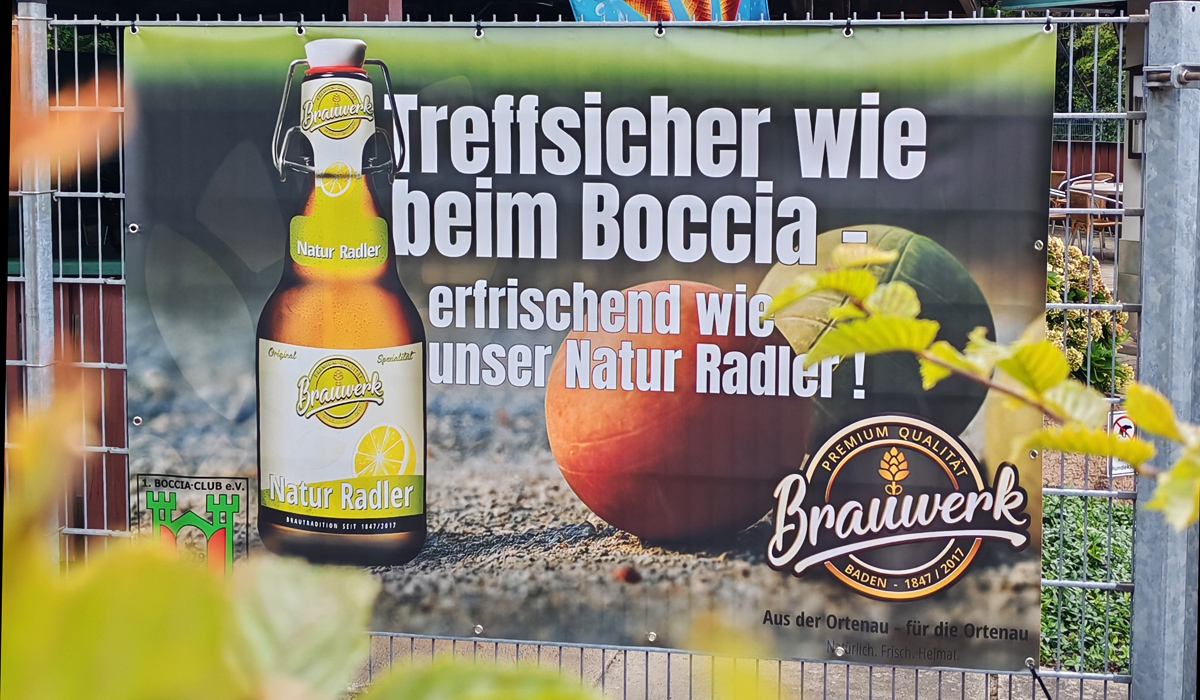 Treffsicher wie
beim Boccia -
erfrischend wie
unser Natur Radler !
Brauwerk
Natur Radler
Original Spezialität
Brauwerk
Natur Radler
BRAUTRADITION SEIT 1847/2017
1. BOCCIA-CLUB e.V.
PREMIUM QUALITÄT
Brauwerk
BADEN - 1847 | 2017
Aus der Ortenau - für die Ortenau
Natürlich. Frisch. Heimat.